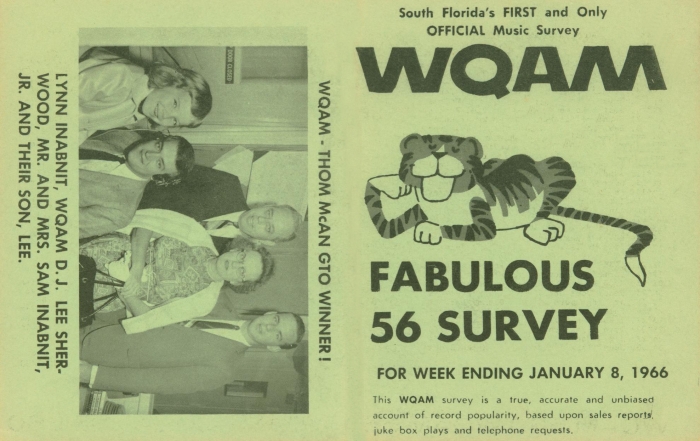 South Florida's FIRST and Only
OFFICIAL Music Survey
WQAM
FABULOUS
56 SURVEY
FOR WEEK ENDING JANUARY 8, 1966
This WQAM survey is a true, accurate and unbiased
account of record popularity, based upon sales reports,
juke box plays and telephone requests.
WQAM - THOM McAN GTO WINNER!
DOOR CLOSED
LYNN INABNIT, WQAM D.J. LEE SHER-
WOOD, MR. AND MRS. SAM INABNIT,
JR. AND THEIR SON, LEE.